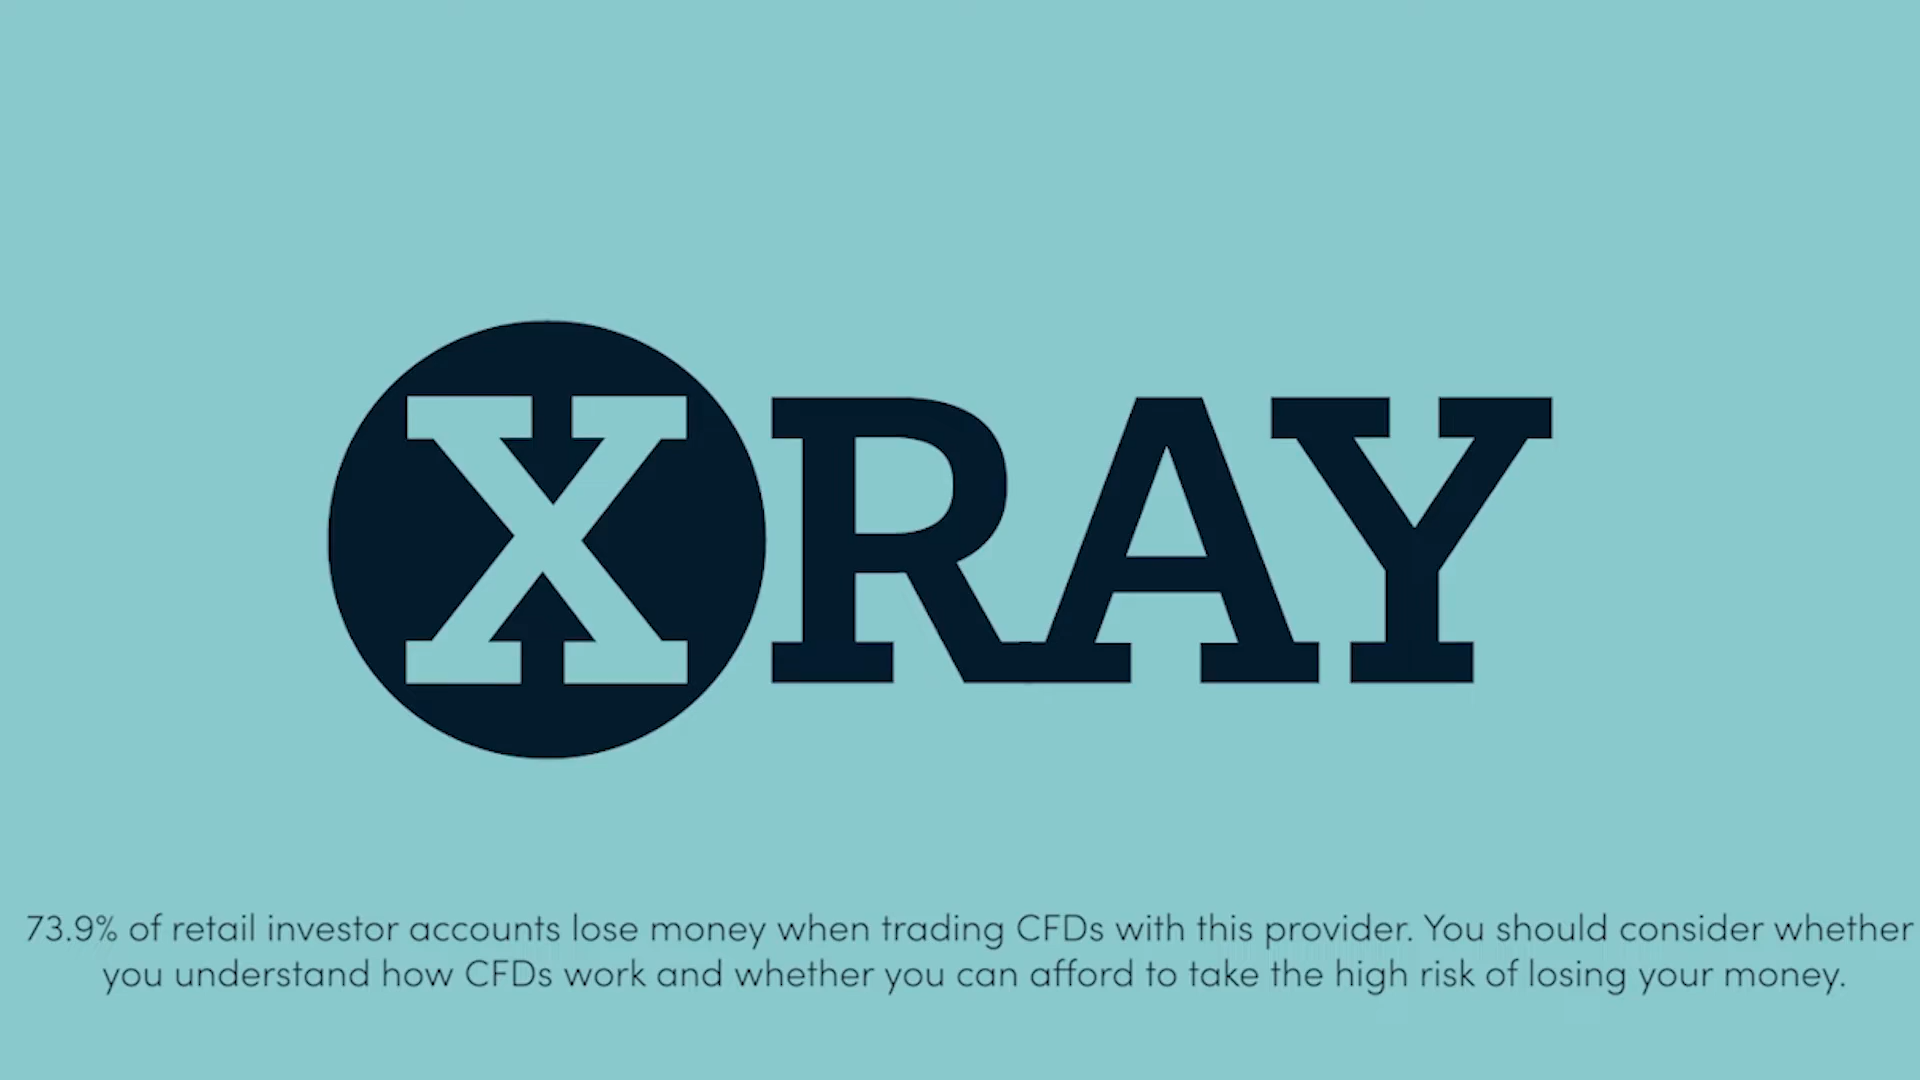 XRAY
73.9% of retail investor accounts lose money when trading CFDs with this provider. You should consider whether
you understand how CFDs work and whether you can afford to take the high risk of losing your money.